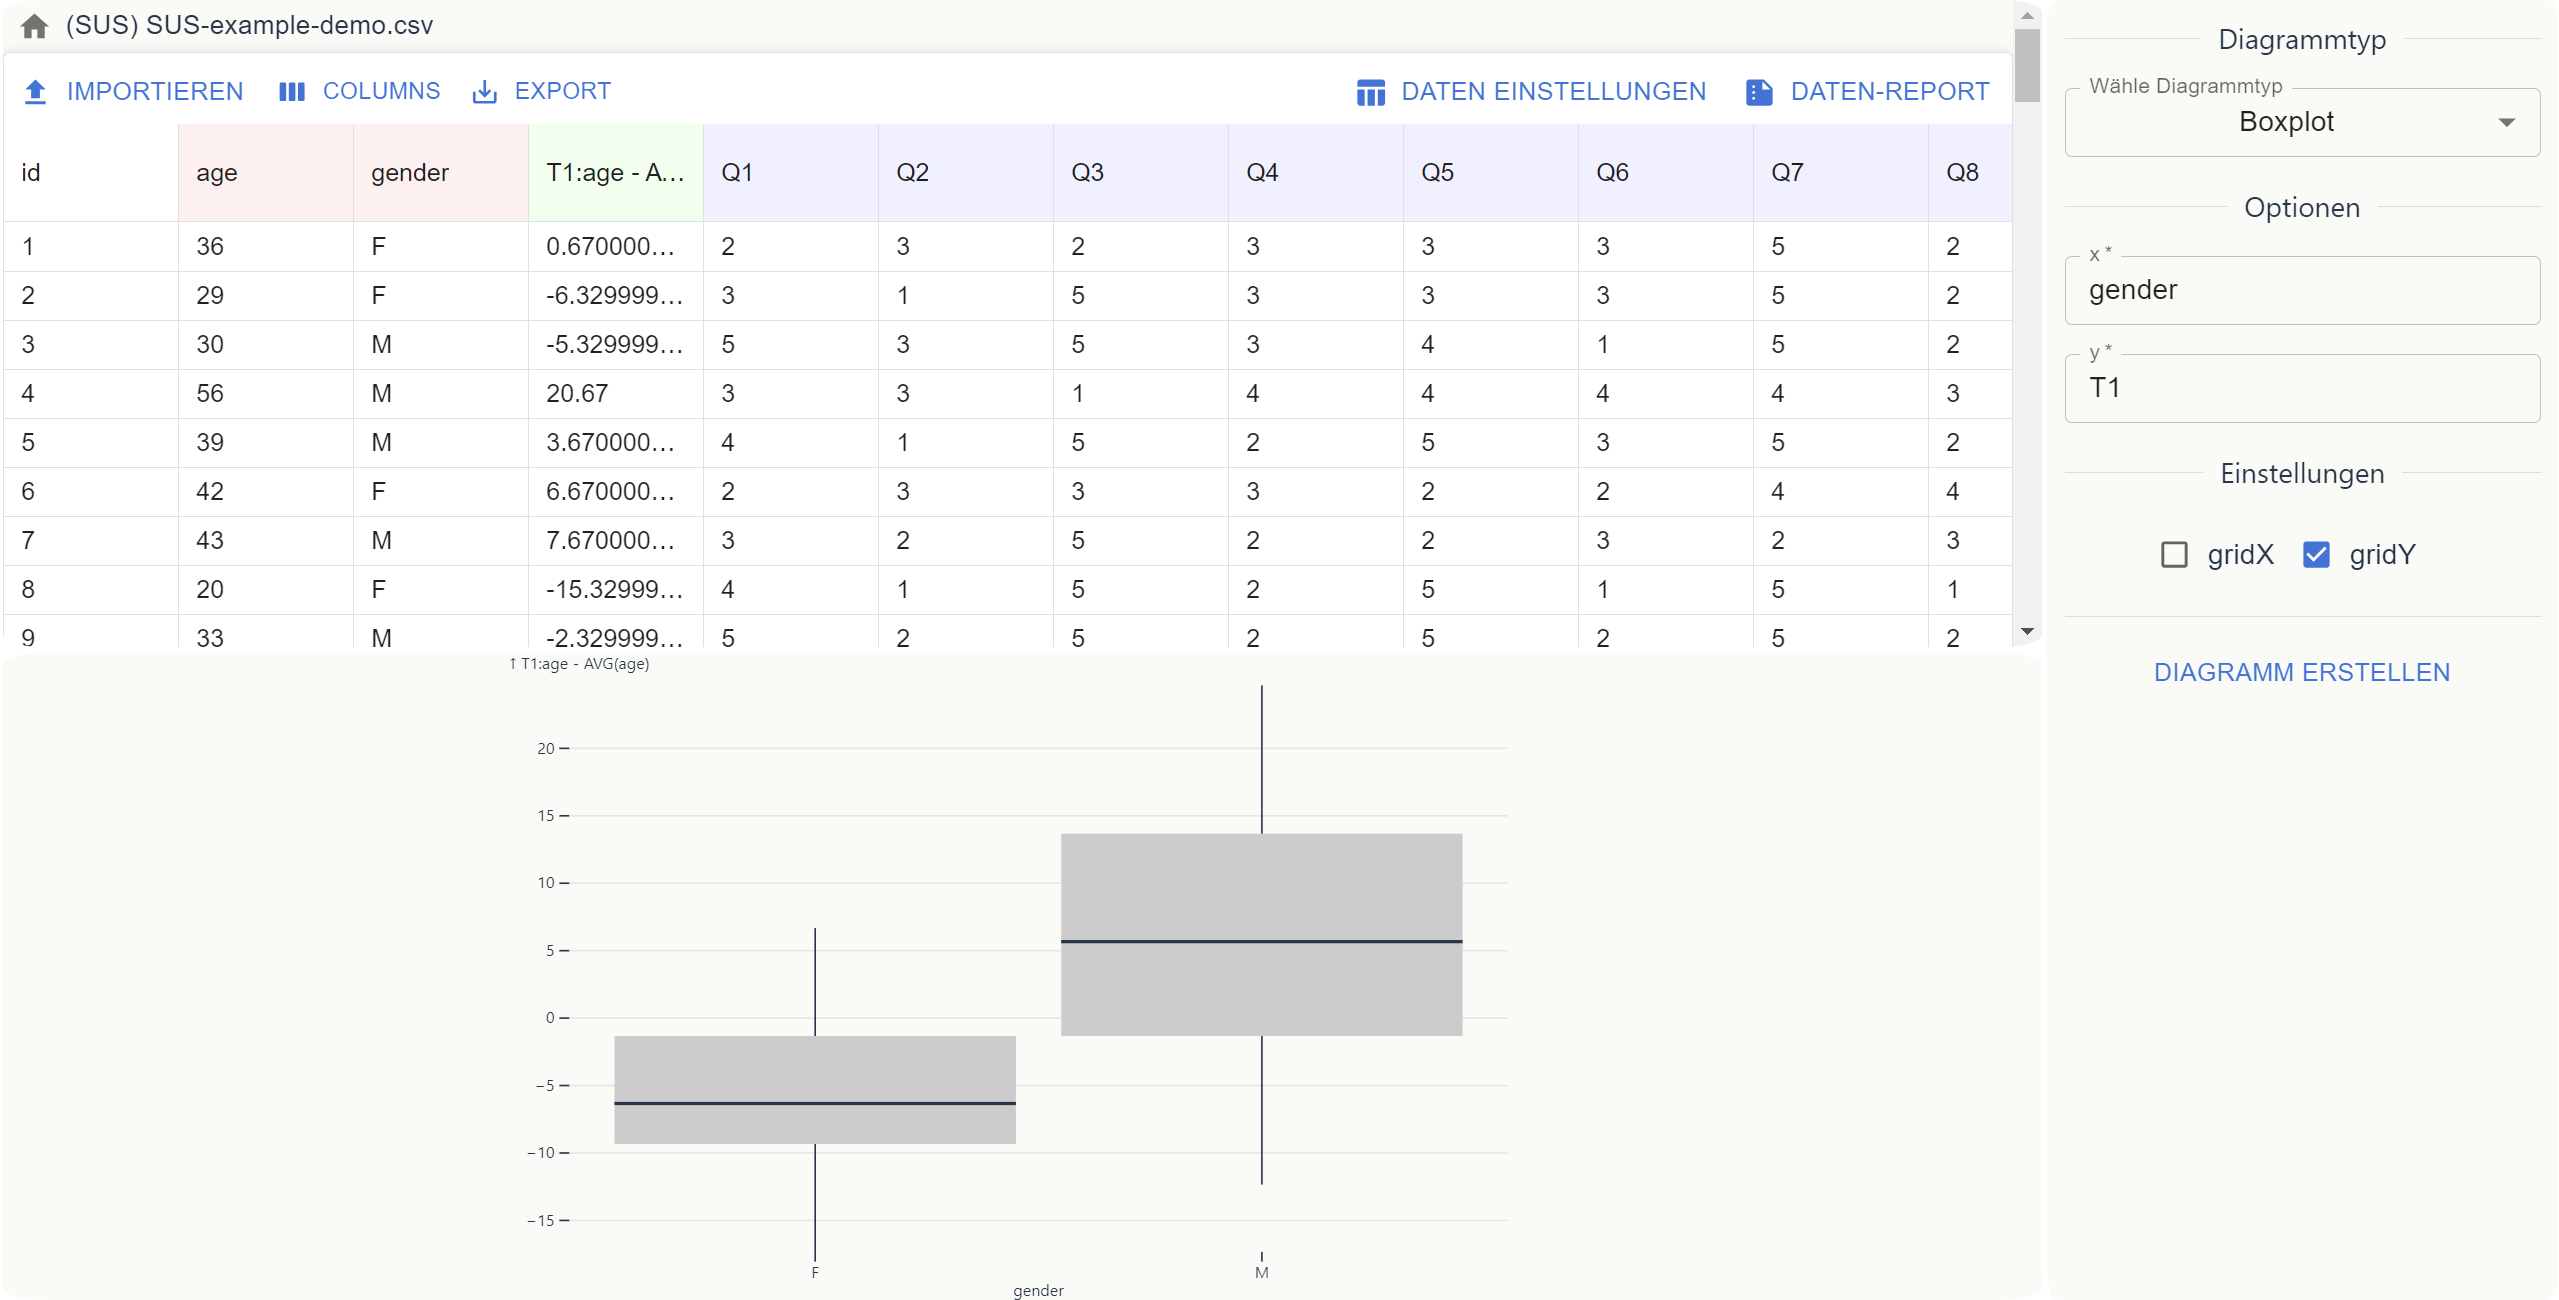 (SUS) SUS-example-demo.csv
IMPORTIEREN COLUMNS EXPORT DATEN EINSTELLUNGEN DATEN-REPORT
id age gender T1:age - A... Q1 Q2 Q3 Q4 Q5 Q6 Q7 Q8
1 36 F 0.670000... 2 3 2 3 3 3 5 2
2 29 F -6.329999... 3 1 5 3 3 3 5 2
3 30 M -5.329999... 5 3 5 3 4 1 5 2
4 56 M 20.67 3 3 1 4 4 4 4 3
5 39 M 3.670000... 4 1 5 2 5 3 5 2
6 42 F 6.670000... 2 3 3 3 2 2 4 4
7 43 M 7.670000... 3 2 5 2 2 3 2 3
8 20 F -15.32999... 4 1 5 2 5 1 5 1
9 33 M -2.329999... 5 2 5 2 5 2 5 2
↑ T1:age - AVG(age)
20
15
10
5
0
−5
−10
−15
F M
gender
Diagrammtyp
Wähle Diagrammtyp
Boxplot
Optionen
x *
gender
y *
T1
Einstellungen
gridX gridY
DIAGRAMM ERSTELLEN